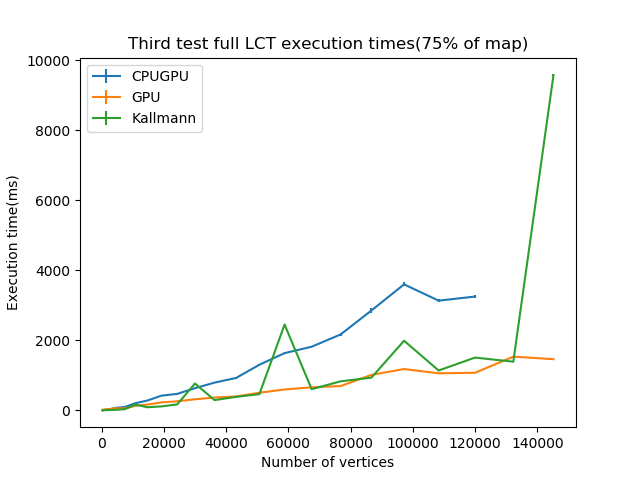 Third test full LCT execution times(75% of map)
10000
8000
6000
4000
2000
0
Execution time(ms)
CPUGPU
GPU
Kallmann
0 20000 40000 60000 80000 100000 120000 140000
Number of vertices